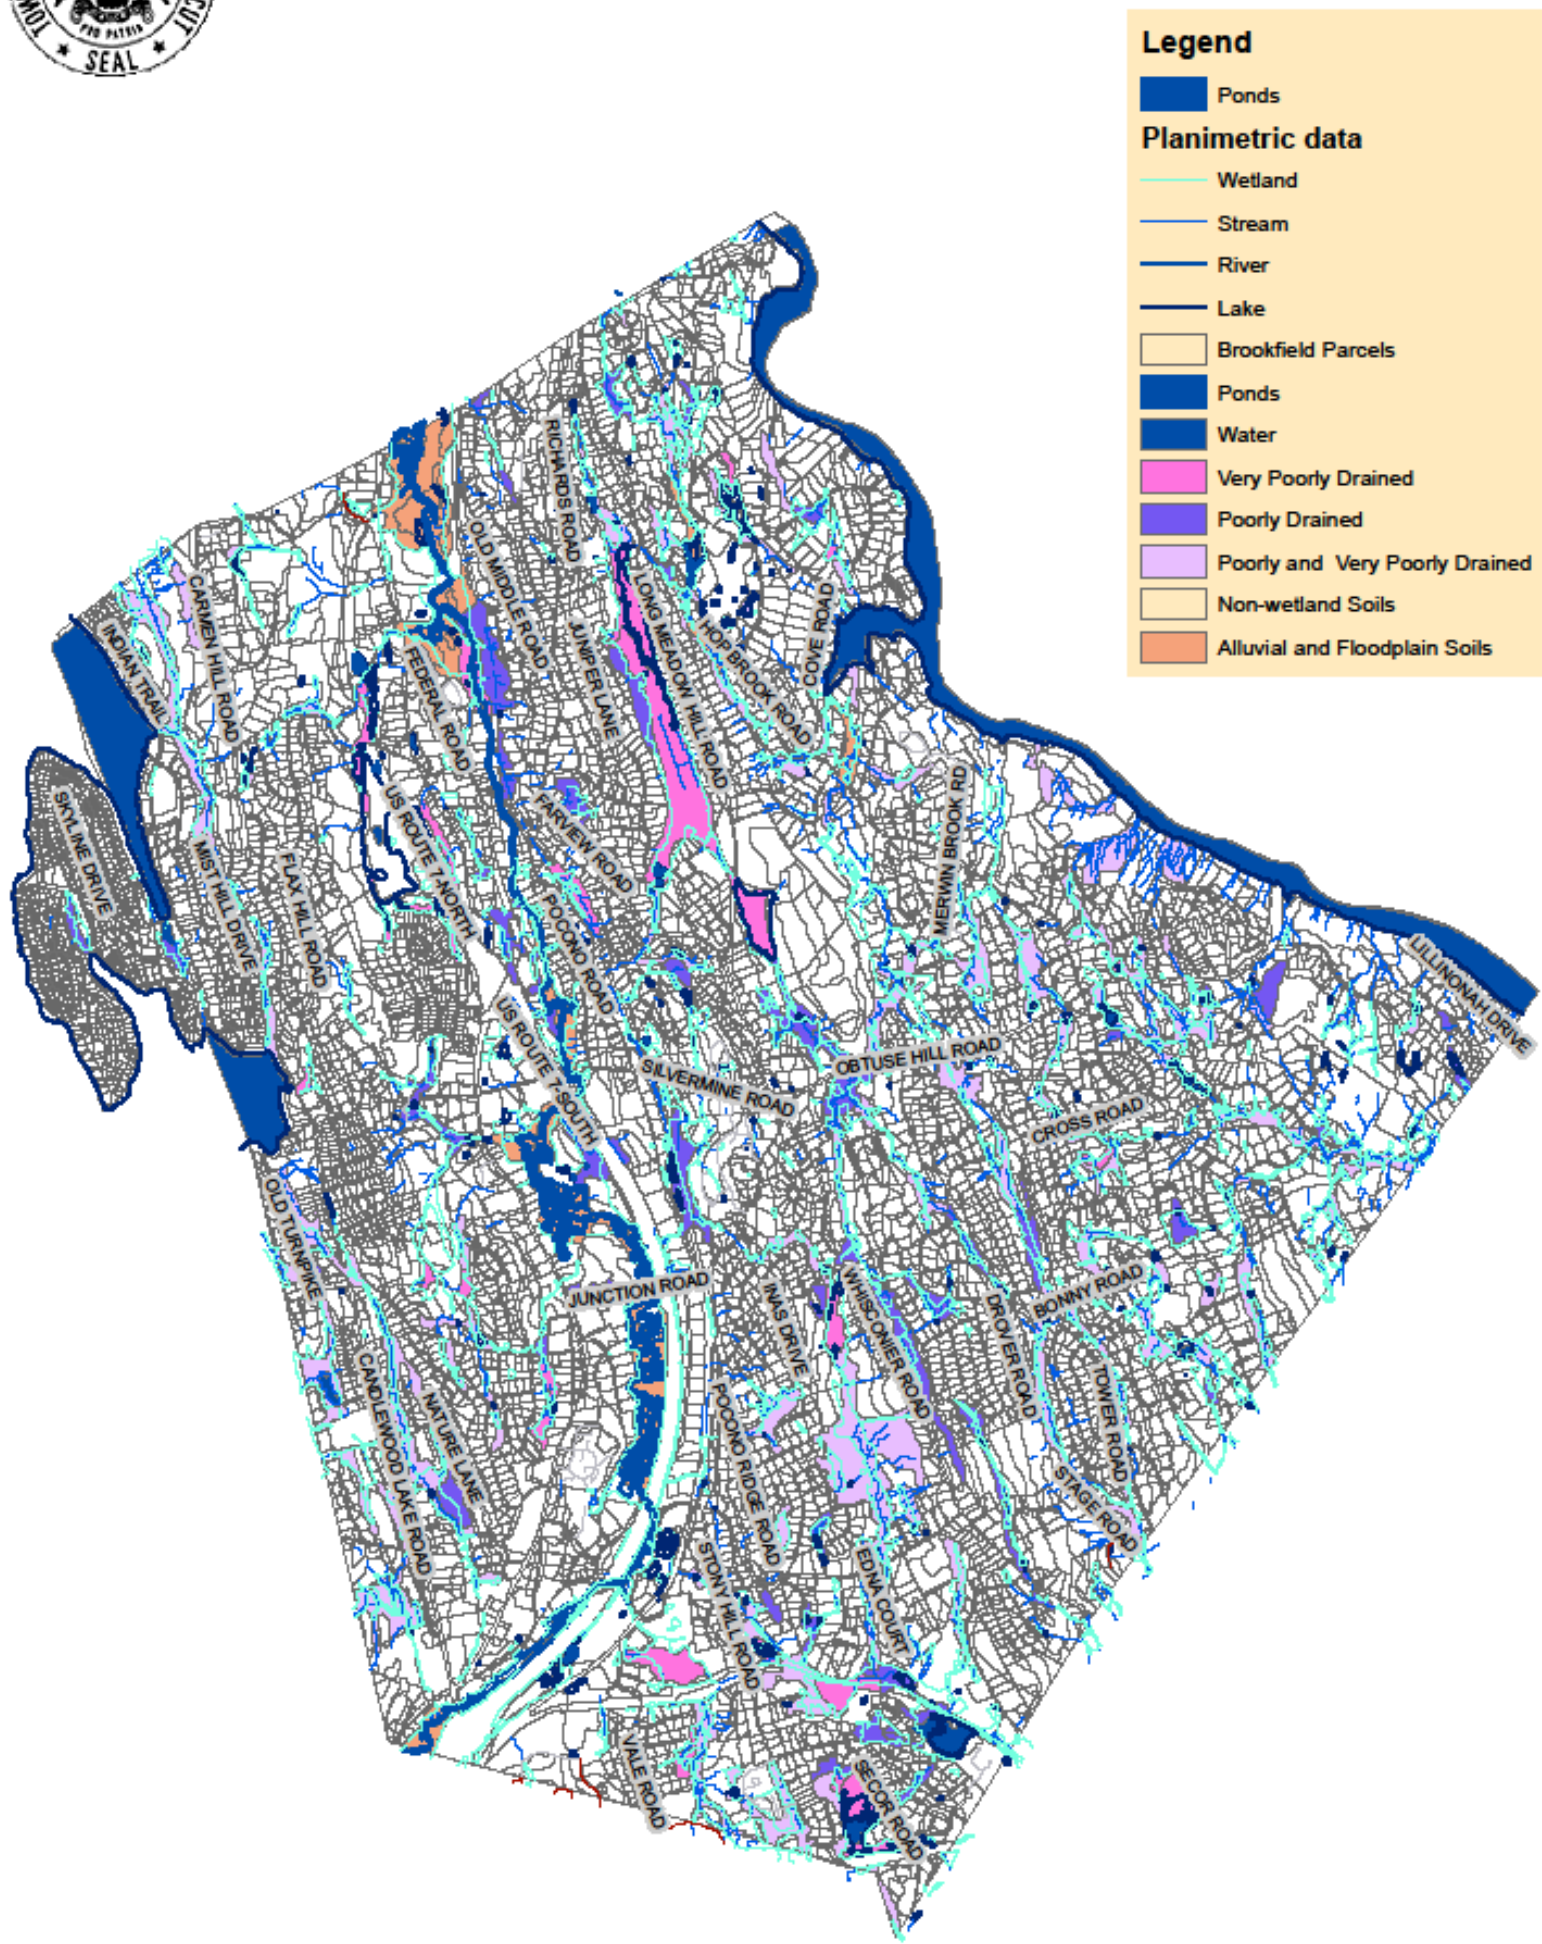 PRO PATRIA
SEAL
Legend
Ponds
Planimetric data
Wetland
Stream
River
Lake
Brookfield Parcels
Ponds
Water
Very Poorly Drained
Poorly Drained
Poorly and Very Poorly Drained
Non-wetland Soils
Alluvial and Floodplain Soils
RICHARDS ROAD
OLD MIDDLE ROAD
CARMEN HILL ROAD
INDIAN TRAIL
LONG MEADOW HILL ROAD
JUNIPER LANE
HOP BROOK ROAD
COVE ROAD
FEDERAL ROAD
SKYLINE DRIVE
MIST HILL DRIVE
FLAX HILL ROAD
US ROUTE 7-NORTH
FARVIEW ROAD
MERWIN BROOK RD
POCONO ROAD
LILLINONAH DRIVE
US ROUTE 7-SOUTH
OBTUSE HILL ROAD
SILVERMINE ROAD
CROSS ROAD
OLD TURNPIKE
JUNCTION ROAD
INAS DRIVE
WHISCONIER ROAD
DROVER ROAD
BONNY ROAD
CANDLEWOOD LAKE ROAD
NATURE LANE
POCONO RIDGE ROAD
TOWER ROAD
STAGE ROAD
STONY HILL ROAD
EDNA COURT
VALE ROAD
SECOR ROAD